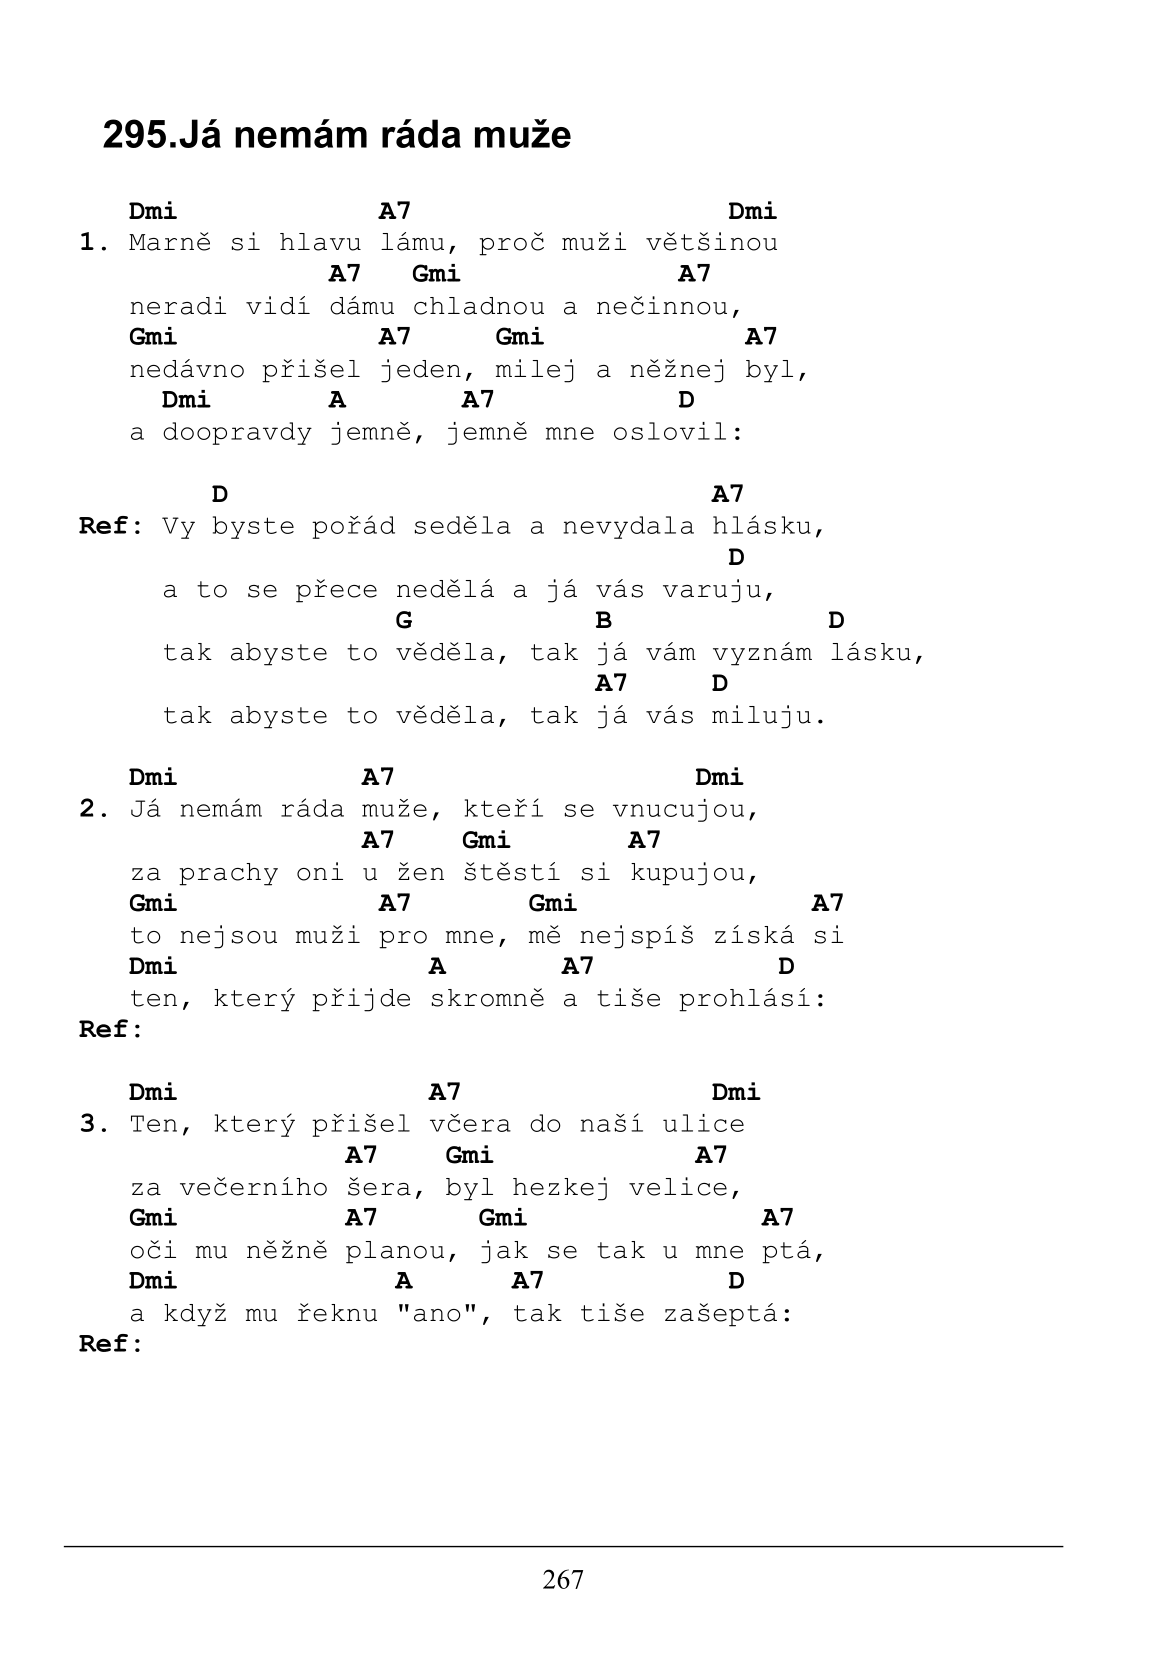 295.Já nemám ráda muže
Dmi A7 Dmi
1. Marně si hlavu lámu, proč muži většinou
A7 Gmi A7
neradi vidí dámu chladnou a nečinnou,
Gmi A7 Gmi A7
nedávno přišel jeden, milej a něžnej byl,
Dmi A A7 D
a doopravdy jemně, jemně mne oslovil:
D A7
Ref: Vy byste pořád seděla a nevydala hlásku,
D
a to se přece nedělá a já vás varuju,
G B D
tak abyste to věděla, tak já vám vyznám lásku,
A7 D
tak abyste to věděla, tak já vás miluju.
Dmi A7 Dmi
2. Já nemám ráda muže, kteří se vnucujou,
A7 Gmi A7
za prachy oni u žen štěstí si kupujou,
Gmi A7 Gmi A7
to nejsou muži pro mne, mě nejspíš získá si
Dmi A A7 D
ten, který přijde skromně a tiše prohlásí:
Ref:
Dmi A7 Dmi
3. Ten, který přišel včera do naší ulice
A7 Gmi A7
za večerního šera, byl hezkej velice,
Gmi A7 Gmi A7
oči mu něžně planou, jak se tak u mne ptá,
Dmi A A7 D
a když mu řeknu "ano", tak tiše zašeptá:
Ref:
267